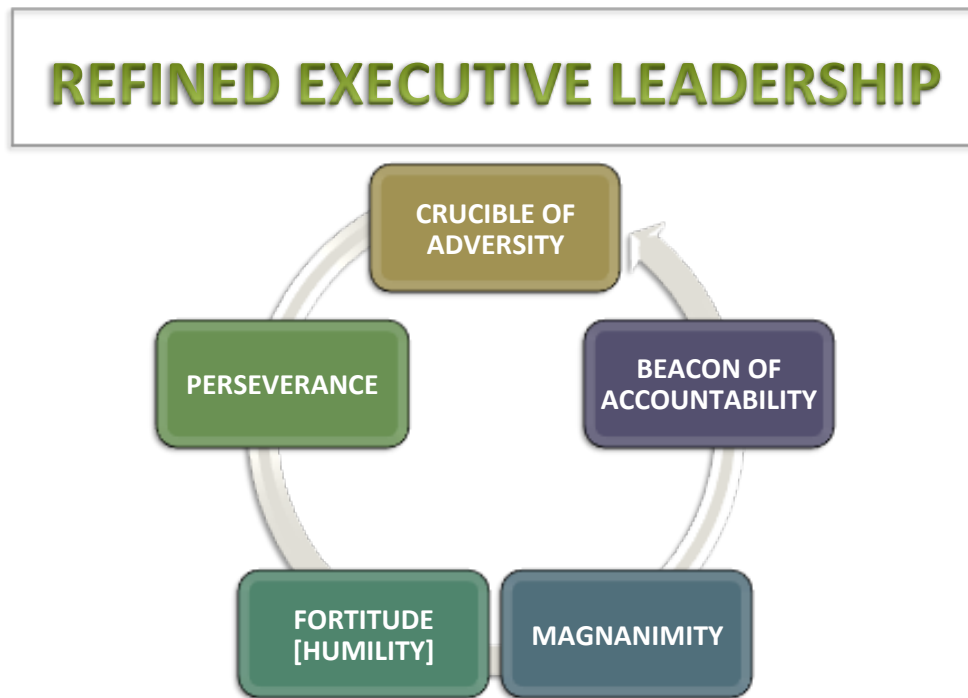 REFINED EXECUTIVE LEADERSHIP
CRUCIBLE OF
ADVERSITY
PERSEVERANCE
BEACON OF
ACCOUNTABILITY
FORTITUDE
[HUMILITY]
MAGNANIMITY